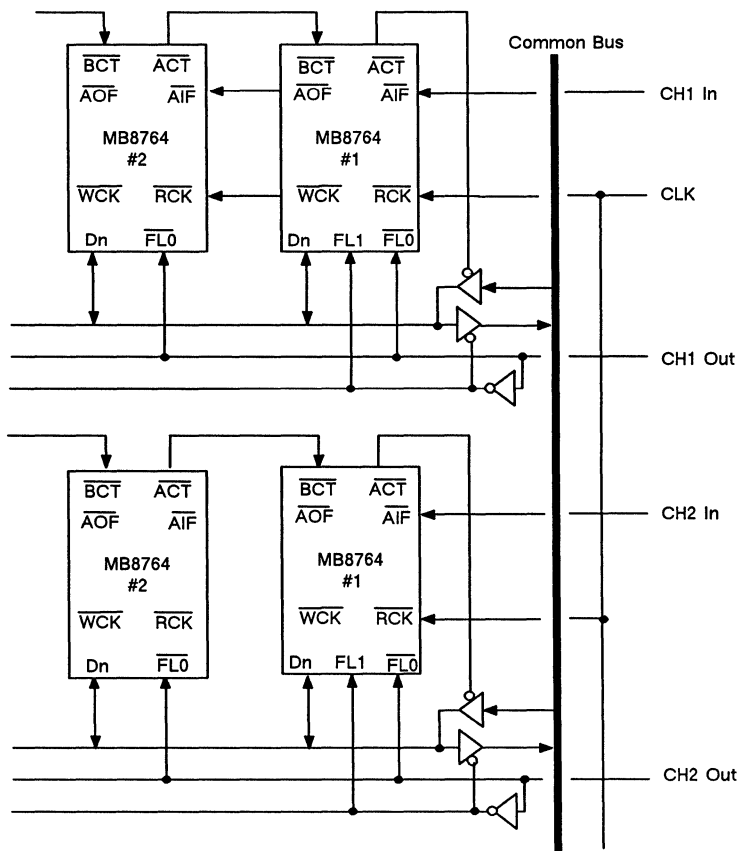 Common Bus
BCT ACT
AOF AIF
MB8764
#2
WCK RCK
Dn FL0
BCT ACT
AOF AIF
MB8764
#1
WCK RCK
Dn FL1 FL0
CH1 In
CLK
CH1 Out
BCT ACT
AOF AIF
MB8764
#2
WCK RCK
Dn FL0
BCT ACT
AOF AIF
MB8764
#1
WCK RCK
Dn FL1 FL0
CH2 In
CH2 Out